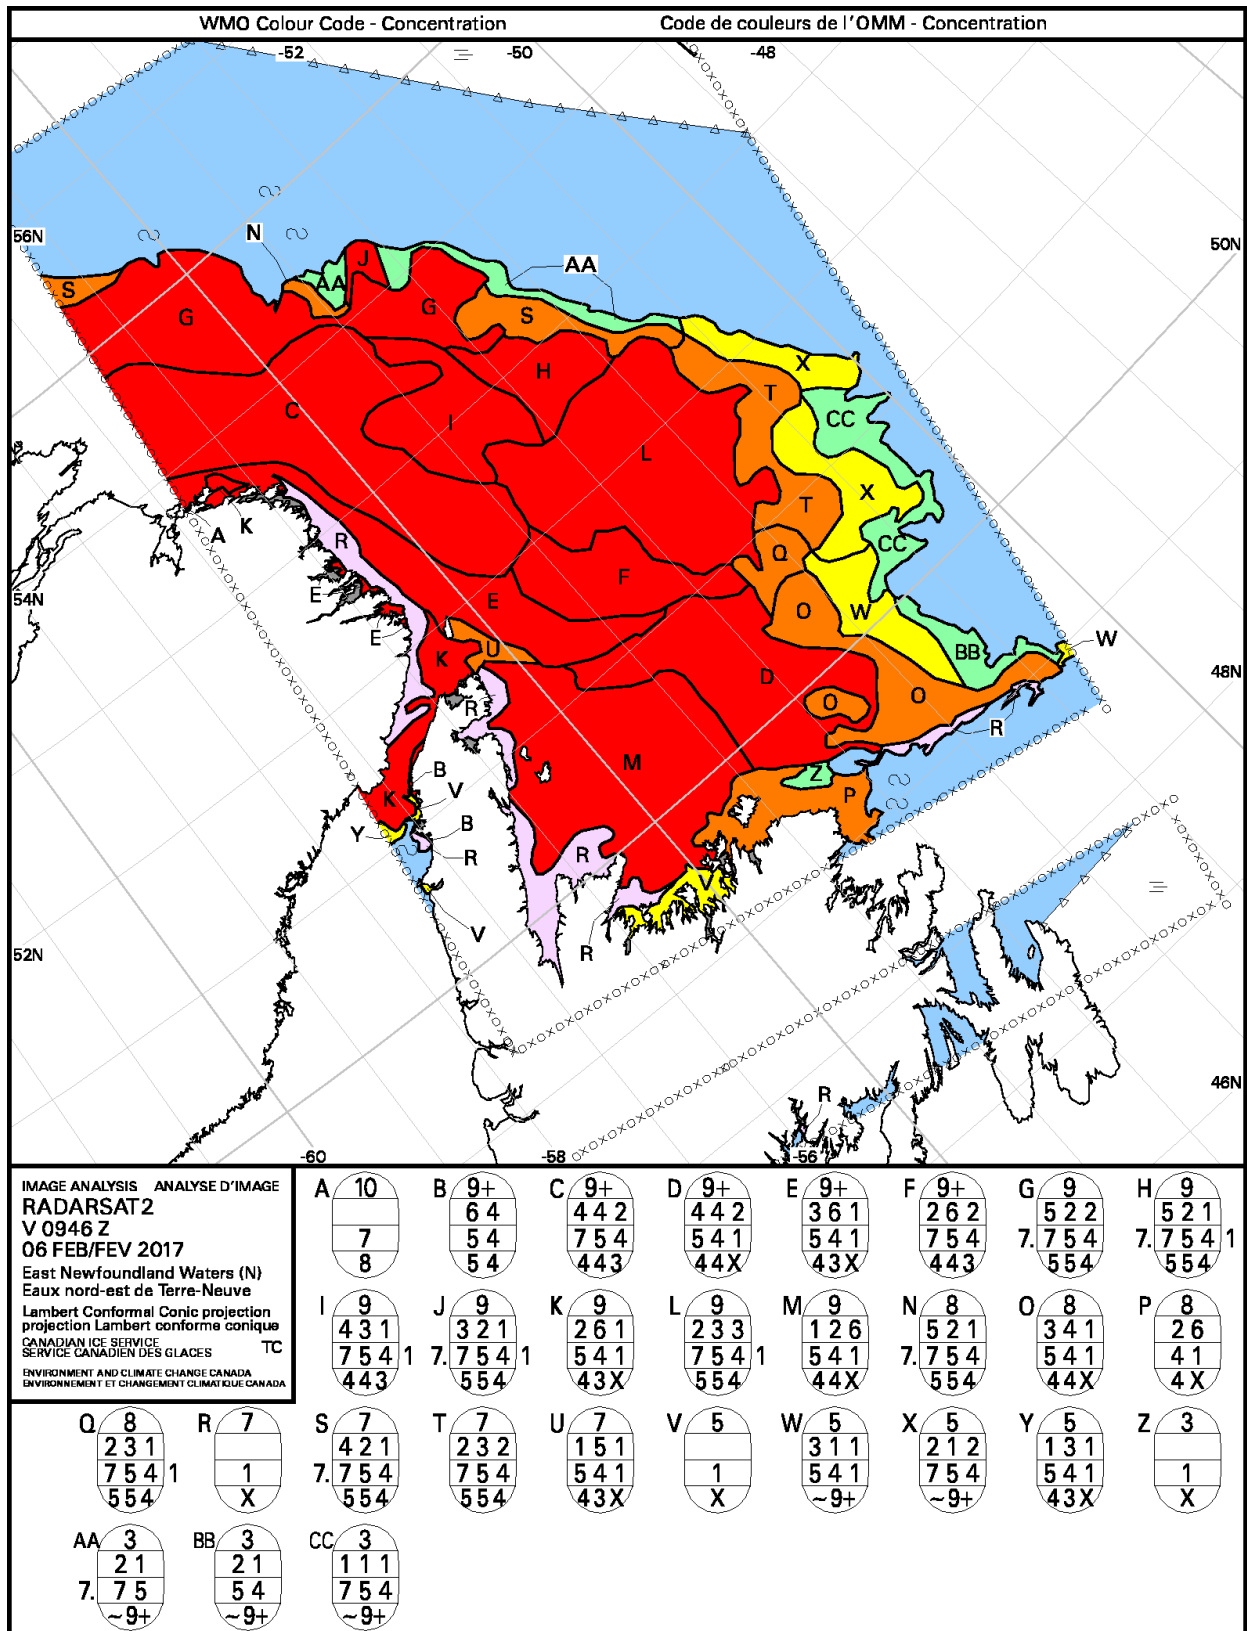 WMO Colour Code - Concentration Code de couleurs de l'OMM - Concentration
-52 -50 -48
56N
N
50N
J
AA
AA
S
G
G
S
X
H
T
C
CC
I
L
X
T
A
K
R
CC
Q
F
54N
E
E
O
W
E
W
U
BB
K
48N
D
R
O
O
R
M
B
Z
V
K
P
Y
B
R
R
V
V
R
52N
46N
R
-60 -58 -56
IMAGE ANALYSIS ANALYSE D'IMAGE
RADARSAT2
V 0946 Z
06 FEB/FEV 2017
East Newfoundland Waters (N)
Eaux nord-est de Terre-Neuve
Lambert Conformal Conic projection
projection Lambert conforme conique
CANADIAN ICE SERVICE
SERVICE CANADIEN DES GLACES TC
ENVIRONMENT AND CLIMATE CHANGE CANADA
ENVIRONNEMENT ET CHANGEMENT CLIMATIQUE CANADA
A 10 B 9+ C 9+ D 9+ E 9+ F 9+ G 9 H 9
6 4 4 4 2 4 4 2 3 6 1 2 6 2 5 2 2 5 2 1
7 5 4 7 5 4 5 4 1 5 4 1 7 5 4 7. 7 5 4 7. 7 5 4 1
8 5 4 4 4 3 4 4 X 4 3 X 4 4 3 5 5 4 5 5 4
I 9 J 9 K 9 L 9 M 9 N 8 O 8 P 8
4 3 1 3 2 1 2 6 1 2 3 3 1 2 6 5 2 1 3 4 1 2 6
7 5 4 1 7. 7 5 4 1 5 4 1 7 5 4 1 5 4 1 7. 7 5 4 5 4 1 4 1
4 4 3 5 5 4 4 3 X 5 5 4 4 4 X 5 5 4 4 4 X 4 X
Q 8 R 7 S 7 T 7 U 7 V 5 W 5 X 5 Y 5 Z 3
2 3 1 4 2 1 2 3 2 1 5 1 3 1 1 2 1 2 1 3 1
7 5 4 1 1 7. 7 5 4 7 5 4 5 4 1 1 5 4 1 7 5 4 5 4 1 1
5 5 4 X 5 5 4 5 5 4 4 3 X X ~9+ ~9+ 4 3 X X
AA 3 BB 3 CC 3
2 1 2 1 1 1 1
7. 7 5 5 4 7 5 4
~9+ ~9+ ~9+